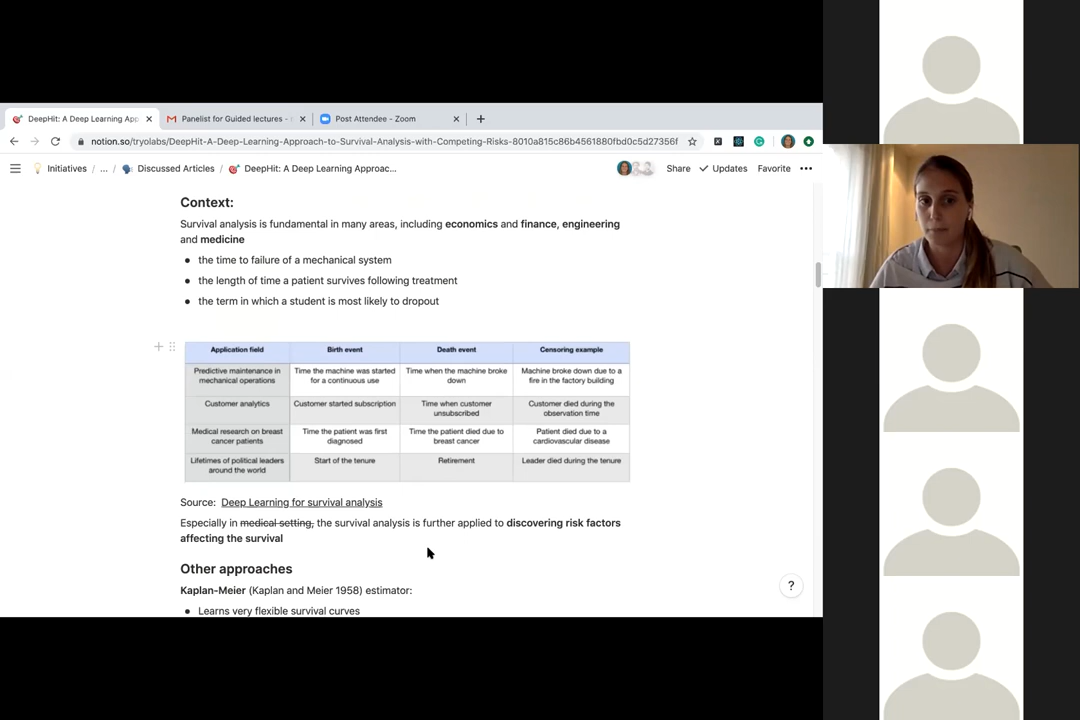 DeepHit: A Deep Learning App
Panelist for Guided lectures -
Post Attendee - Zoom
notion.so/tryolabs/DeepHit-A-Deep-Learning-Approach-to-Survival-Analysis-with-Competing-Risks-8010a815c86b4561880fbd0c5d27356f
Initiatives / ... / Discussed Articles / DeepHit: A Deep Learning Approac...
Share Updates Favorite
Context:
Survival analysis is fundamental in many areas, including economics and finance, engineering
and medicine
the time to failure of a mechanical system
the length of time a patient survives following treatment
the term in which a student is most likely to dropout
Application field Birth event Death event Censoring example
Predictive maintenance in Time the machine was started Time when the machine broke Machine broke down due to a
mechanical operations for a continuous use down fire in the factory building
Customer analytics Customer started subscription Time when customer Customer died during the
unsubscribed observation time
Medical research on breast Time the patient was first Time the patient died due to Patient died due to a
cancer patients diagnosed breast cancer cardiovascular disease
Lifetimes of political leaders Start of the tenure Retirement Leader died during the tenure
around the world
Source: Deep Learning for survival analysis
Especially in medical setting, the survival analysis is further applied to discovering risk factors
affecting the survival
Other approaches
Kaplan-Meier (Kaplan and Meier 1958) estimator:
Learns very flexible survival curves
?